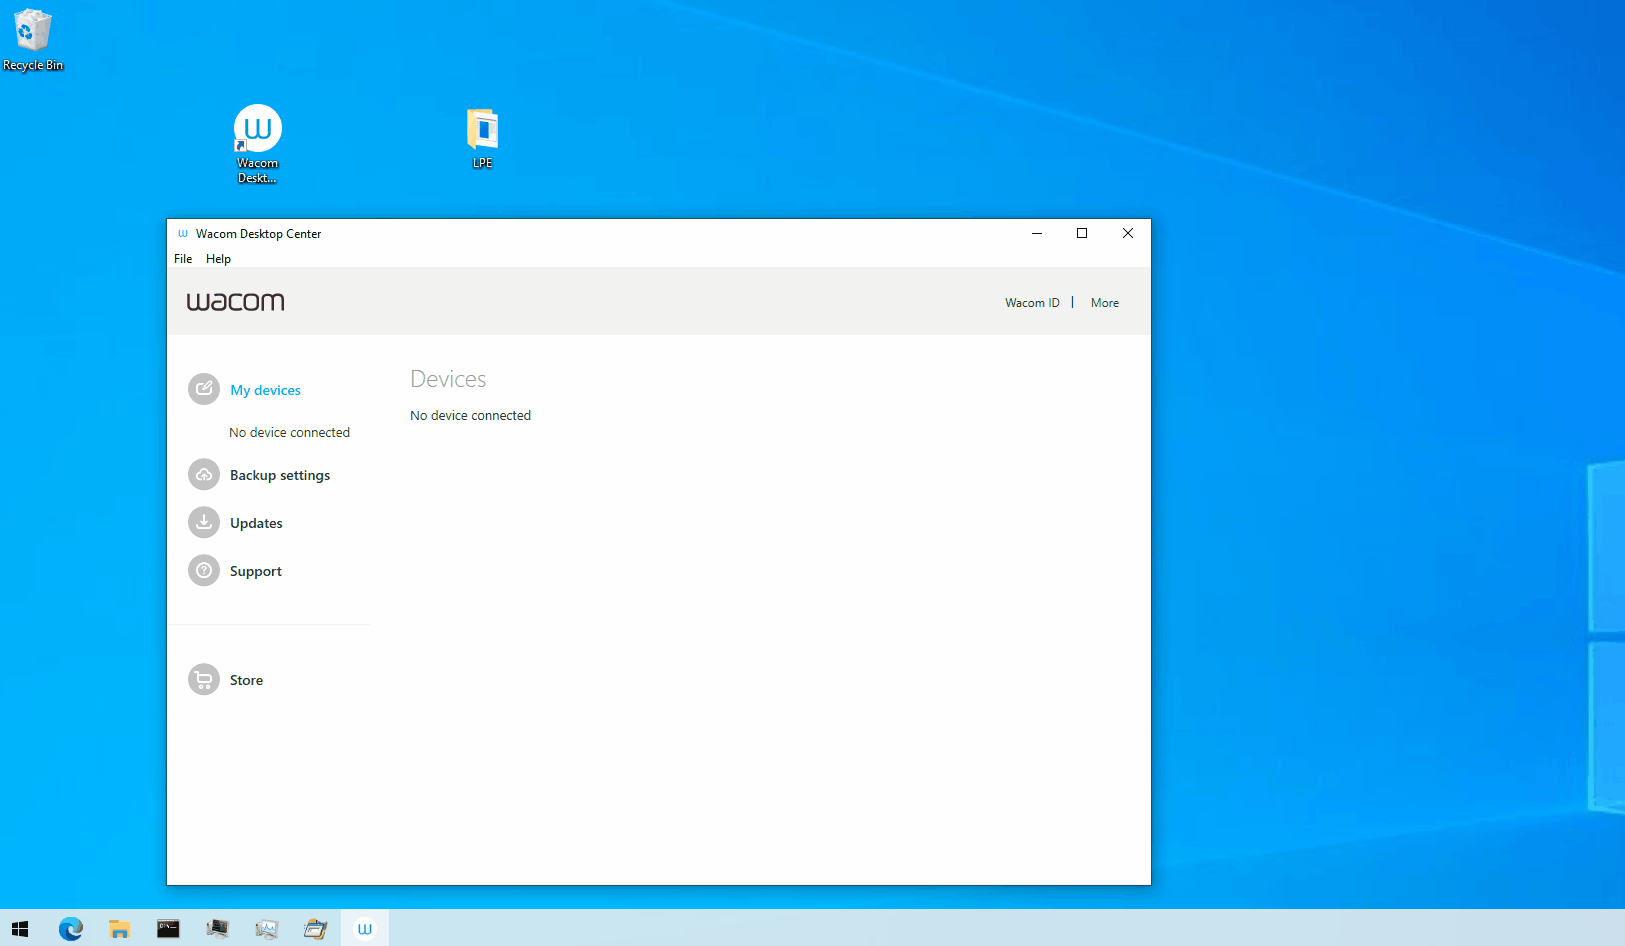 Recycle Bin
Wacom
Deskt...
LPE
Wacom Desktop Center
File Help
wacom
Wacom ID | More
My devices
No device connected
Backup settings
Updates
Support
Store
Devices
No device connected